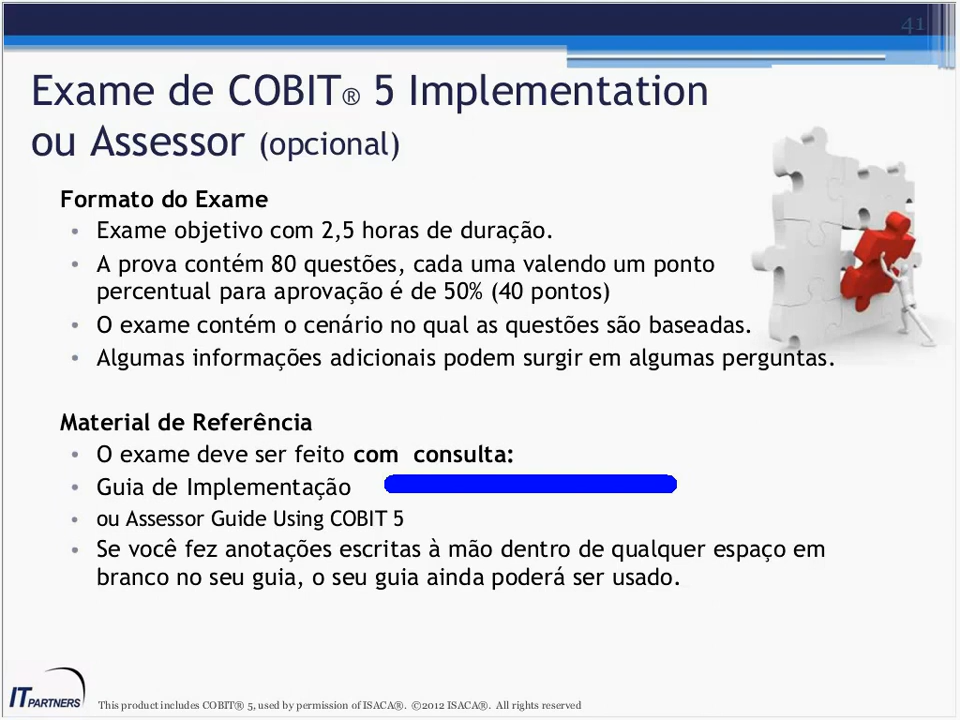 41
Exame de COBIT® 5 Implementation
ou Assessor (opcional)
Formato do Exame
• Exame objetivo com 2,5 horas de duração.
• A prova contém 80 questões, cada uma valendo um ponto
percentual para aprovação é de 50% (40 pontos)
• O exame contém o cenário no qual as questões são baseadas.
• Algumas informações adicionais podem surgir em algumas perguntas.
Material de Referência
• O exame deve ser feito com consulta:
• Guia de Implementação
• ou Assessor Guide Using COBIT 5
• Se você fez anotações escritas à mão dentro de qualquer espaço em
branco no seu guia, o seu guia ainda poderá ser usado.
IT PARTNERS
This product includes COBIT® 5, used by permission of ISACA®. ©2012 ISACA®. All rights reserved